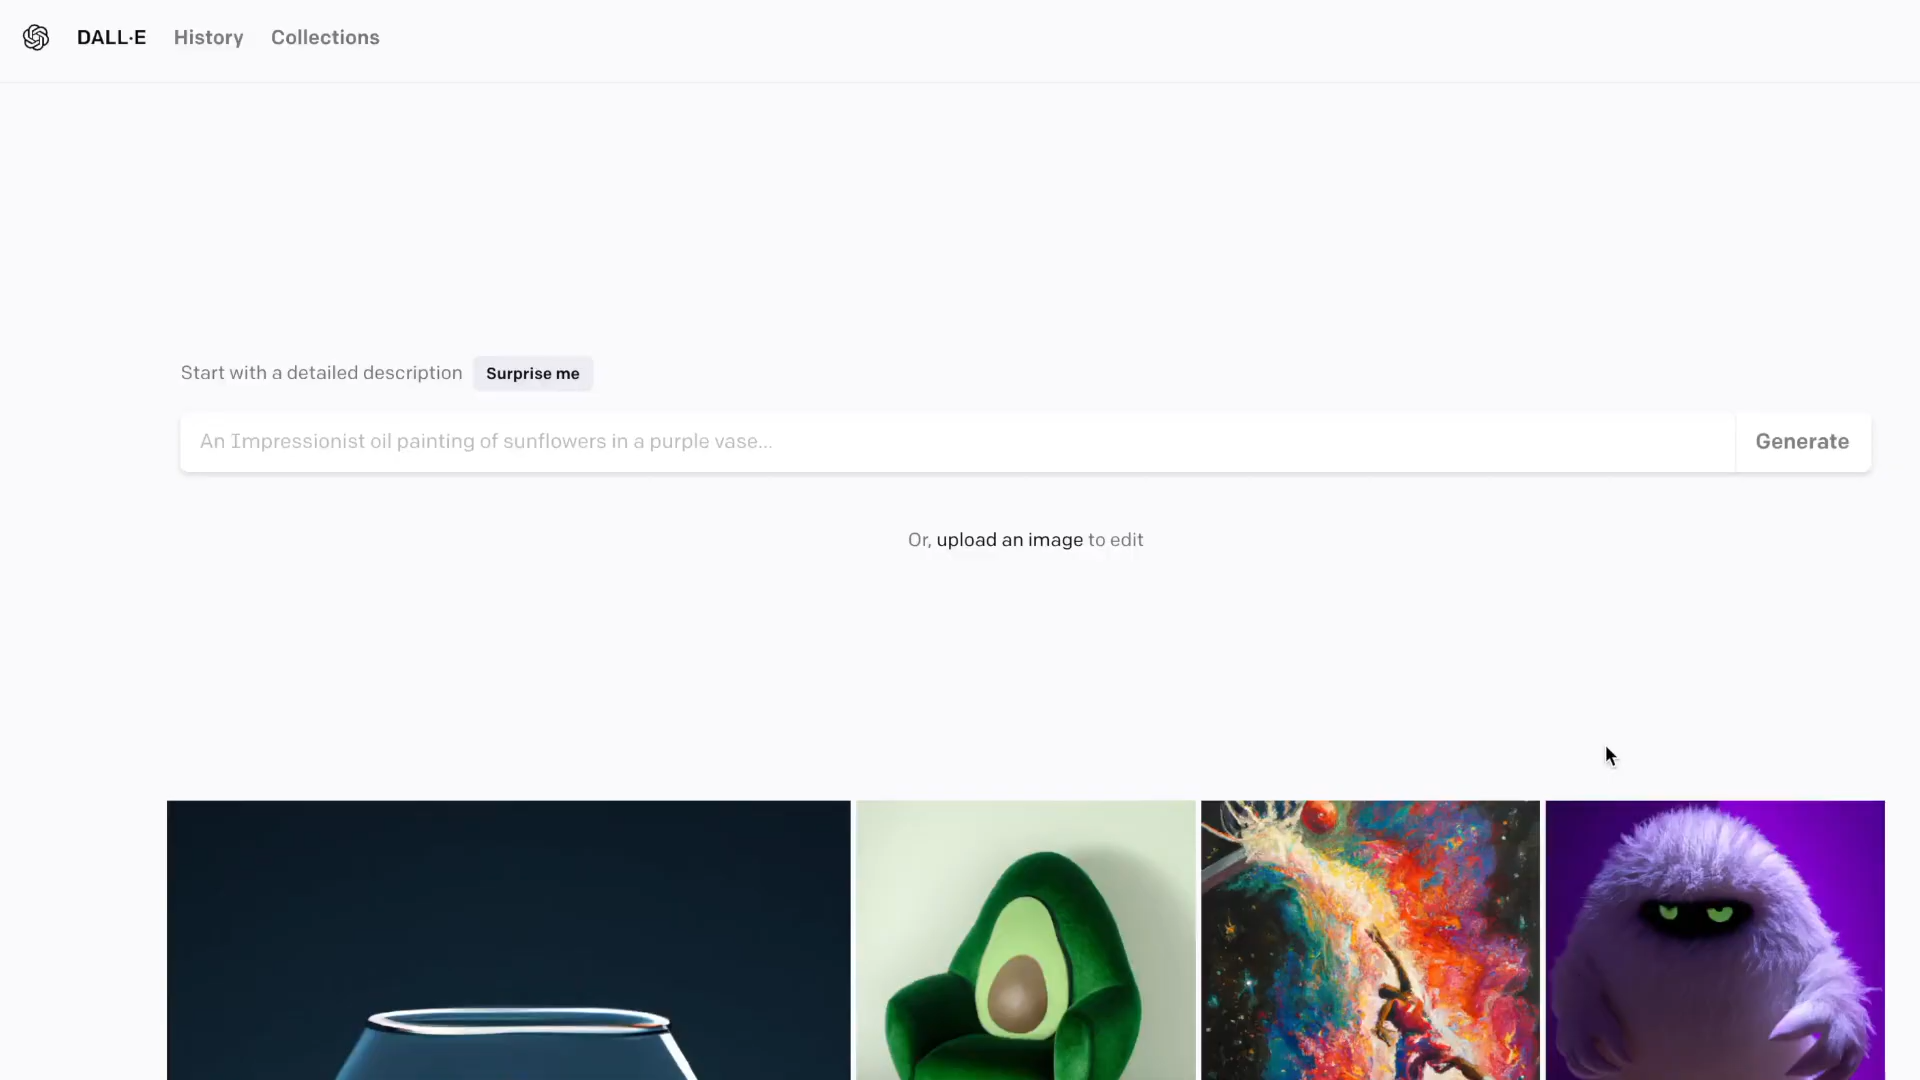 DALL·E History Collections
Start with a detailed description Surprise me
An Impressionist oil painting of sunflowers in a purple vase... Generate
Or, upload an image to edit